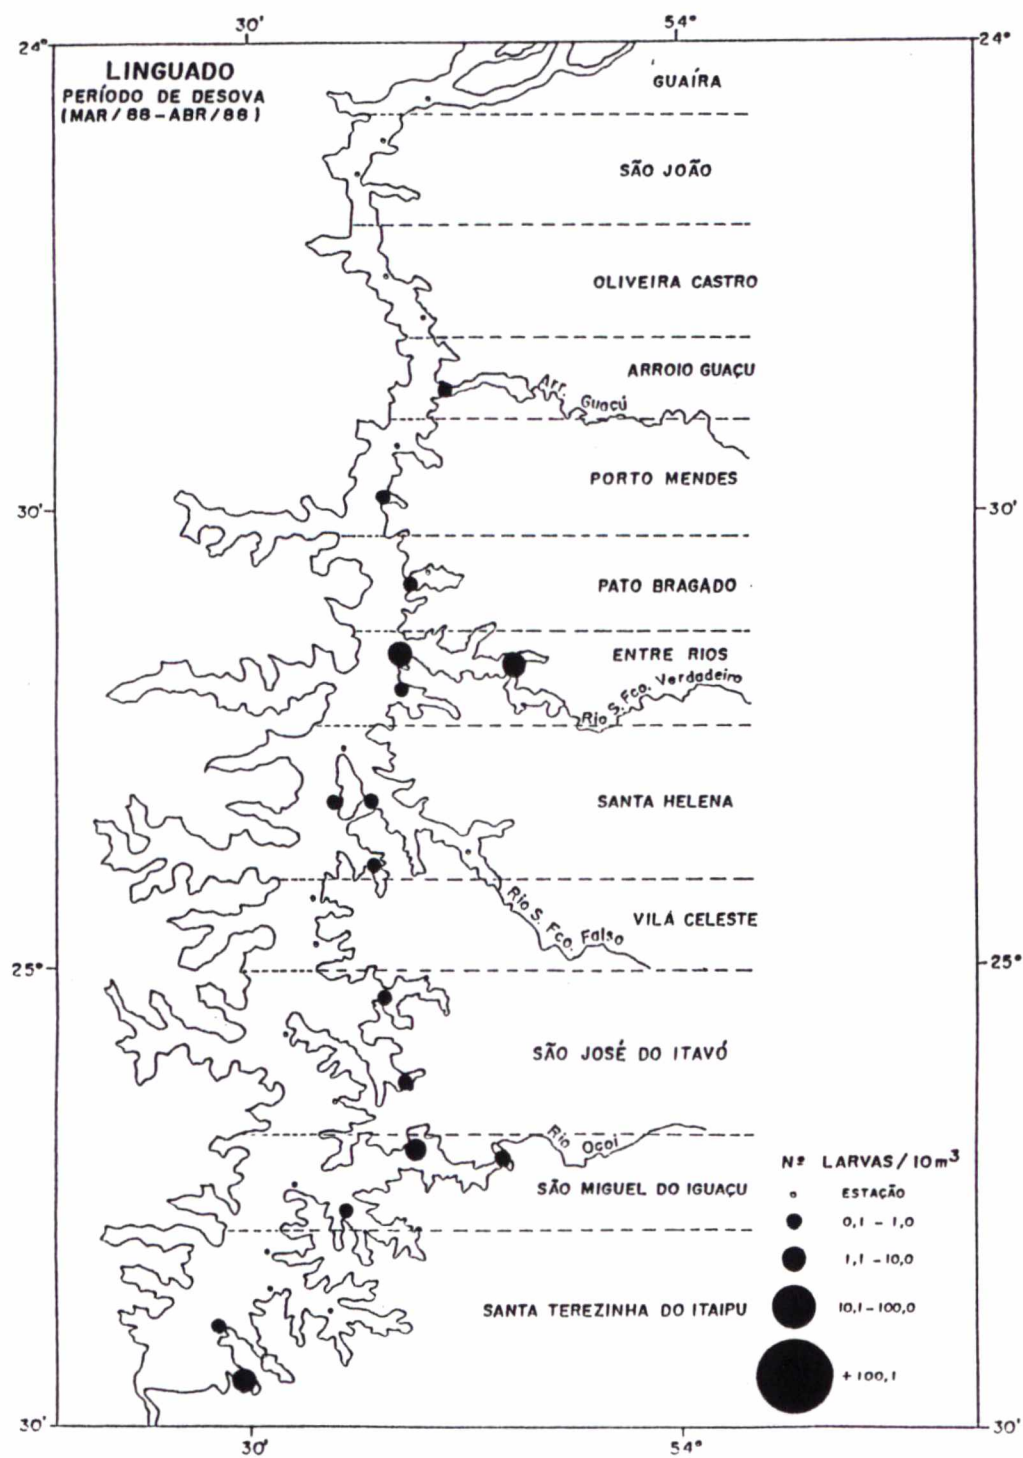 30' 54°
24° 24°
LINGUADO
PERÍODO DE DESOVA
(MAR/88-ABR/88)
GUAÍRA
SÃO JOÃO
OLIVEIRA CASTRO
ARROIO GUAÇU
Arr. Guaçú
PORTO MENDES
30' 30'
PATO BRAGADO
ENTRE RIOS
Rio S. Fco. Verdadeiro
SANTA HELENA
Rio S. Fco. Falso
VILA CELESTE
25° 25°
SÃO JOSÉ DO ITAVÓ
Rio Ocoi
Nº LARVAS/10m³
SÃO MIGUEL DO IGUAÇU
ESTAÇÃO
0,1 - 1,0
1,1 - 10,0
SANTA TEREZINHA DO ITAIPU
10,1 - 100,0
+ 100,1
30' 30'
30' 54°